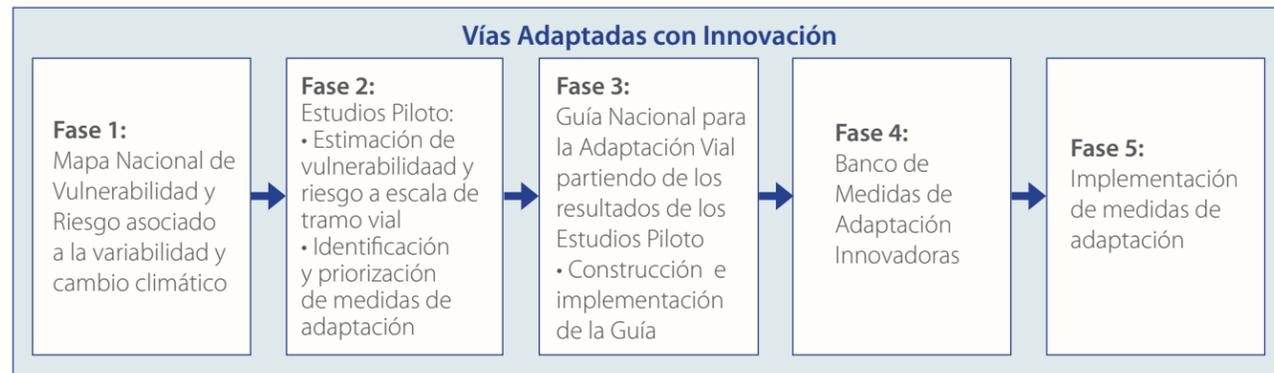 Vías Adaptadas con Innovación
Fase 1:
Mapa Nacional de
Vulnerabilidad y
Riesgo asociado
a la variabilidad y
cambio climático
Fase 2:
Estudios Piloto:
• Estimación de
vulnerabilidaad y
riesgo a escala de
tramo vial
• Identificación
y priorización
de medidas de
adaptación
Fase 3:
Guía Nacional para
la Adaptación Vial
partiendo de los
resultados de los
Estudios Piloto
• Construcción e
implementación
de la Guía
Fase 4:
Banco de
Medidas de
Adaptación
Innovadoras
Fase 5:
Implementación
de medidas de
adaptación